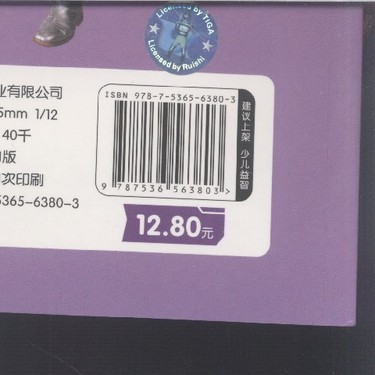 Licensed by TIGA
Licensed by Ruishi
业有限公司
5mm 1/12
40千
版
次印刷
5365-6380-3
ISBN 978-7-5365-6380-3
9 787536 563803 >
建议上架 少儿益智
12.80元